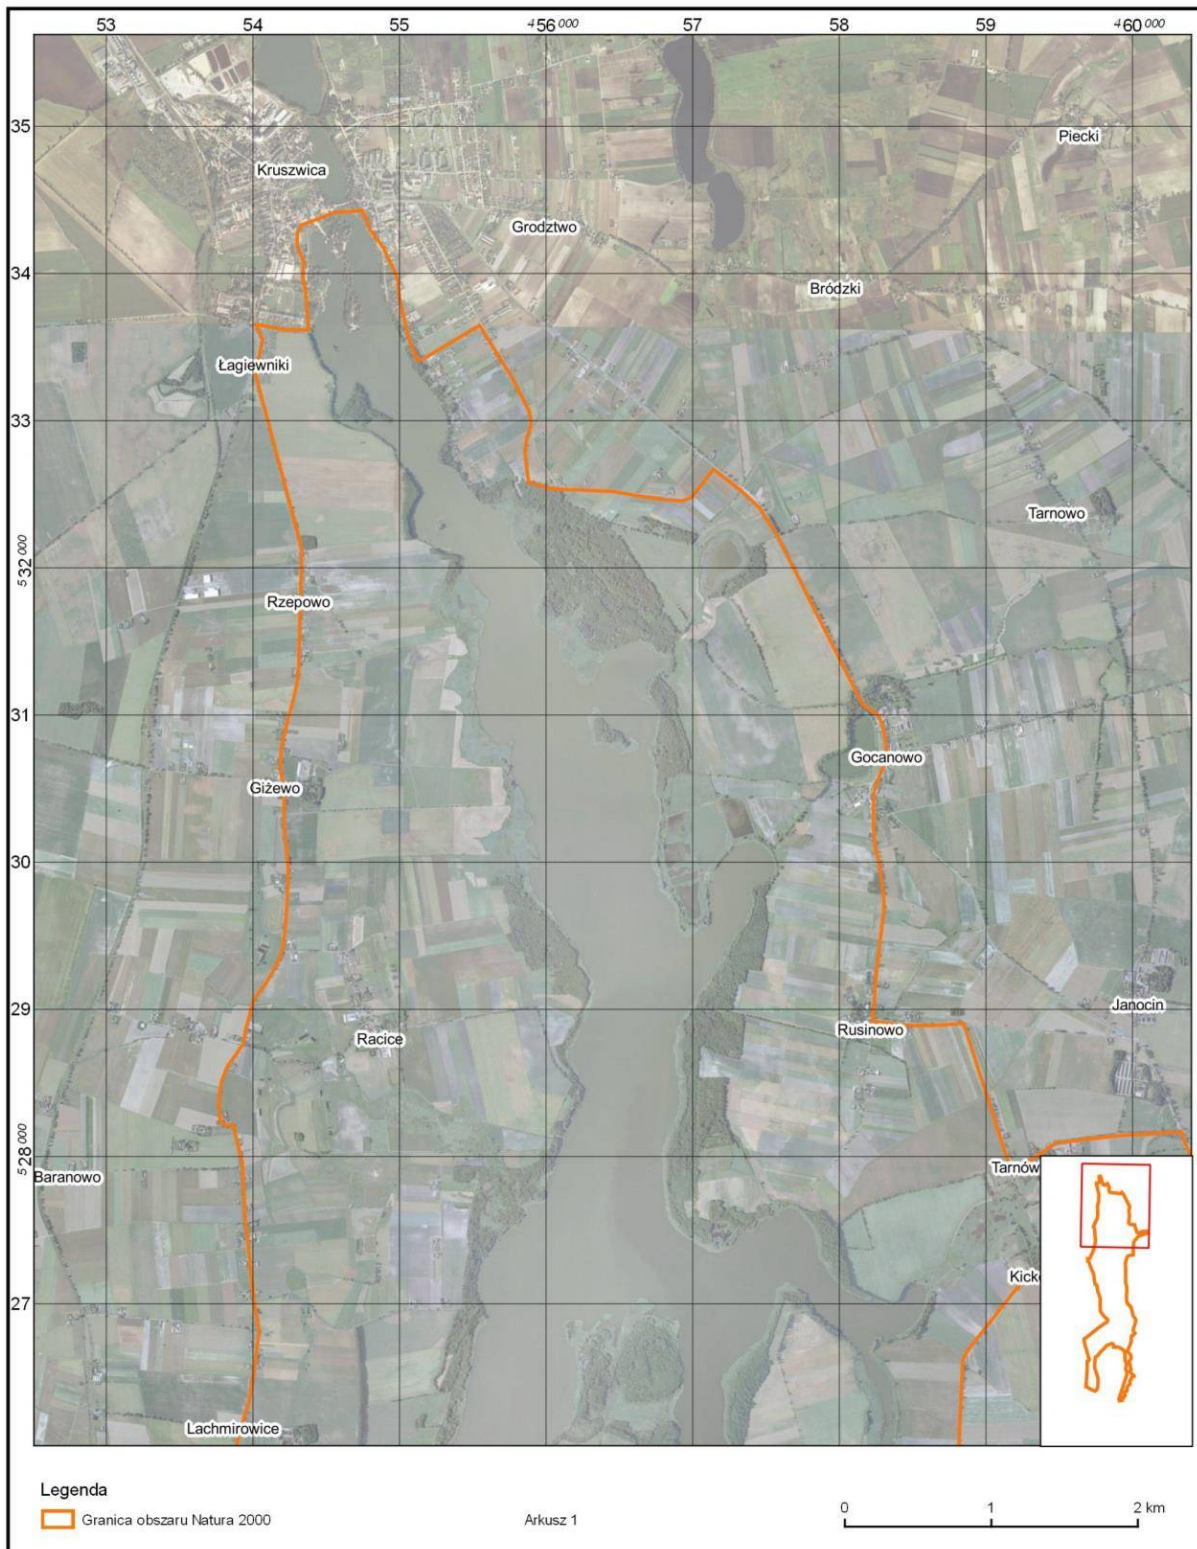 53 54 55 456 000 57 58 59 460 000
35
Piecki
Kruszwica
Grodztwo
34
Bródzki
Łagiewniki
33
Tarnowo
532 000
Rzepowo
31
Gocanowo
Giżewo
30
29
Janocin
Rusinowo
Racice
528 000
Tarnów
Baranowo
27
Lachmirowice
Legenda
Granica obszaru Natura 2000
Arkusz 1
0 1 2 km